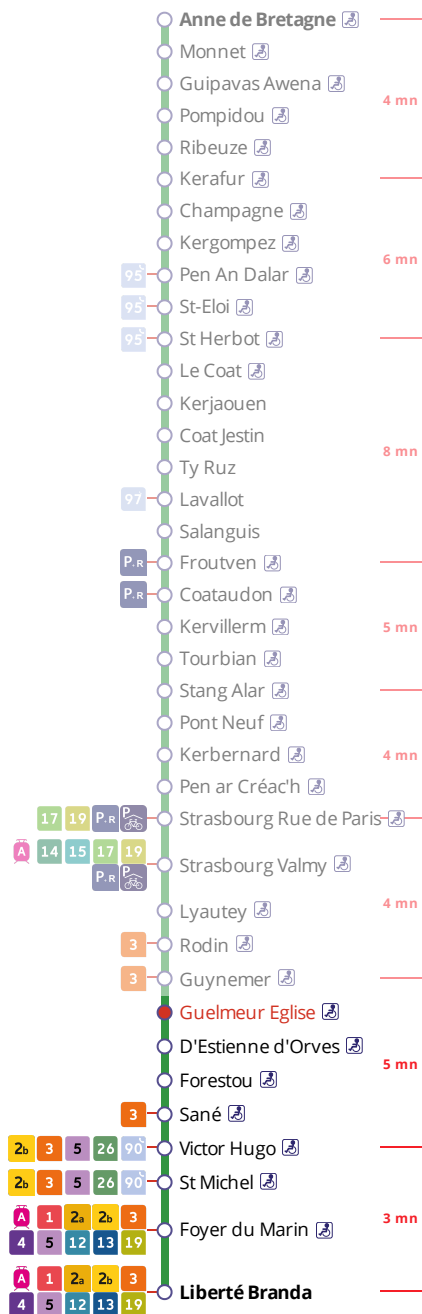 Anne de Bretagne
Monnet
Guipavas Awena
4 mn
Pompidou
Ribeuze
Kerafur
Champagne
Kergompez
6 mn
95 Pen An Dalar
95 St-Eloi
95 St Herbot
Le Coat
Kerjaouen
Coat Jestin
8 mn
Ty Ruz
97 Lavallot
Salanguis
P+R Froutven
P+R Coataudon
Kervillerm
5 mn
Tourbian
Stang Alar
Pont Neuf
Kerbernard
4 mn
Pen ar Créac'h
17 19 P+R P Strasbourg Rue de Paris
A 14 15 17 19
P+R P Strasbourg Valmy
Lyautey
4 mn
3 Rodin
3 Guynemer
Guelmeur Eglise
D'Estienne d'Orves
5 mn
Forestou
3 Sané
2b 3 5 26 90 Victor Hugo
2b 3 5 26 90 St Michel
A 1 2a 2b 3
4 5 12 13 19 Foyer du Marin
3 mn
A 1 2a 2b 3
4 5 12 13 19 Liberté Branda